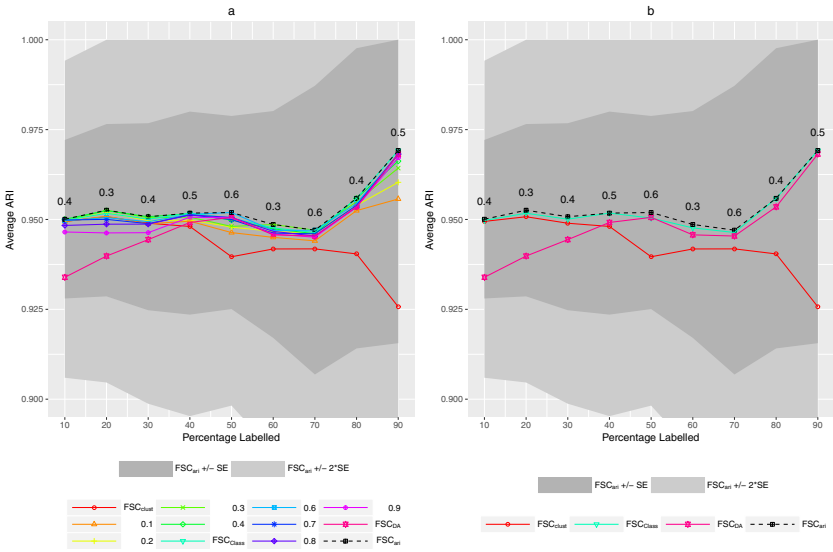 a
b
1.000
0.975
0.950
0.925
0.900
Average ARI
0.4 0.3 0.4 0.5 0.6 0.3 0.6 0.4 0.5
10 20 30 40 50 60 70 80 90
Percentage Labelled
1.000
0.975
0.950
0.925
0.900
Average ARI
0.4 0.3 0.4 0.5 0.6 0.3 0.6 0.4 0.5
10 20 30 40 50 60 70 80 90
Percentage Labelled
FSCari +/− SE FSCari +/− 2*SE
FSCclust 0.3 0.6 0.9
0.1 0.4 0.7 FSCDA
0.2 FSCClass 0.8 FSCari
FSCari +/− SE FSCari +/− 2*SE
FSCclust FSCClass FSCDA FSCari